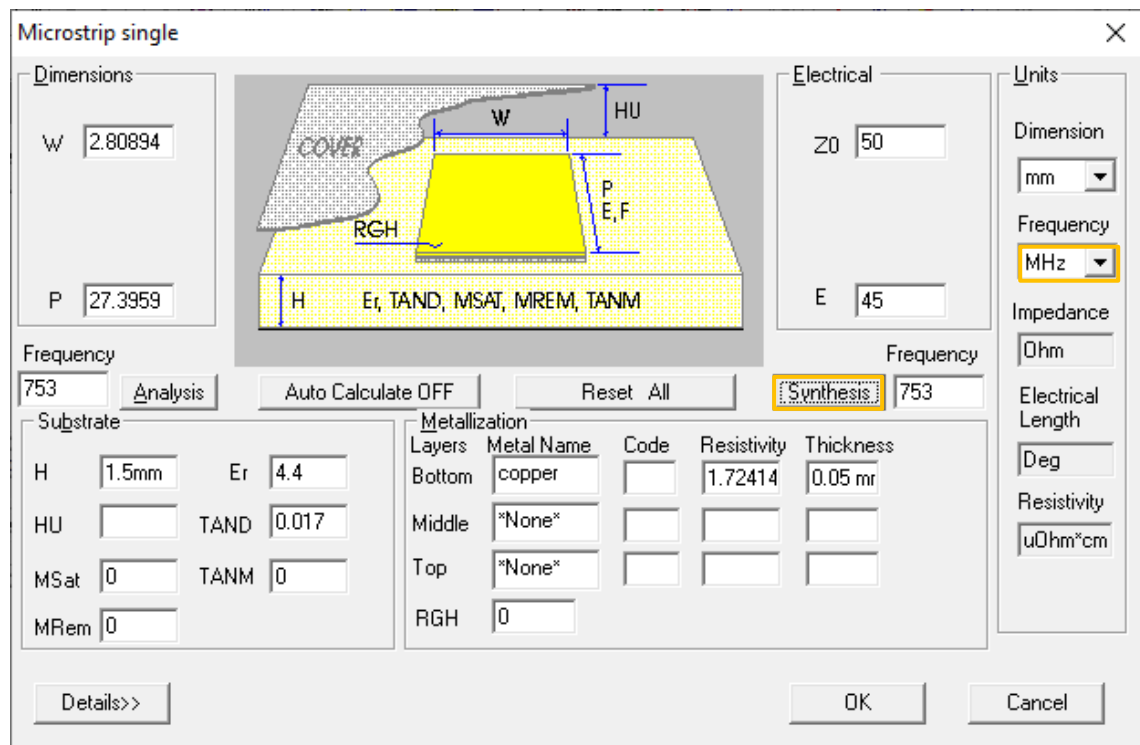 Microstrip single
Dimensions
W 2.80894
P 27.3959
COVER
W
HU
P
E,F
RGH
H Er, TAND, MSAT, MREM, TANM
Electrical
Z0 50
E 45
Units
Dimension
mm
Frequency
MHz
Impedance
Ohm
Electrical
Length
Deg
Resistivity
uOhm*cm
Frequency
753 Analysis Auto Calculate OFF Reset All Synthesis
Frequency
753
Substrate
H 1.5mm Er 4.4
HU TAND 0.017
MSat 0 TANM 0
MRem 0
Metallization
Layers Metal Name Code Resistivity Thickness
Bottom copper 1.72414 0.05 mr
Middle *None*
Top *None*
RGH 0
Details>> OK Cancel